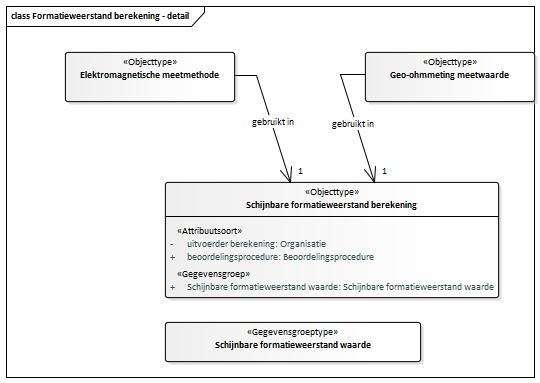 class Formatieweerstand berekening - detail
«Objecttype»
Elektromagnetische meetmethode
«Objecttype»
Geo-ohmmeting meetwaarde
gebruikt in
gebruikt in
1
1
«Objecttype»
Schijnbare formatieweerstand berekening
«Attribuutsoort»
- uitvoerder berekening: Organisatie
+ beoordelingsprocedure: Beoordelingsprocedure
«Gegevensgroep»
+ Schijnbare formatieweerstand waarde: Schijnbare formatieweerstand waarde
«Gegevensgroeptype»
Schijnbare formatieweerstand waarde